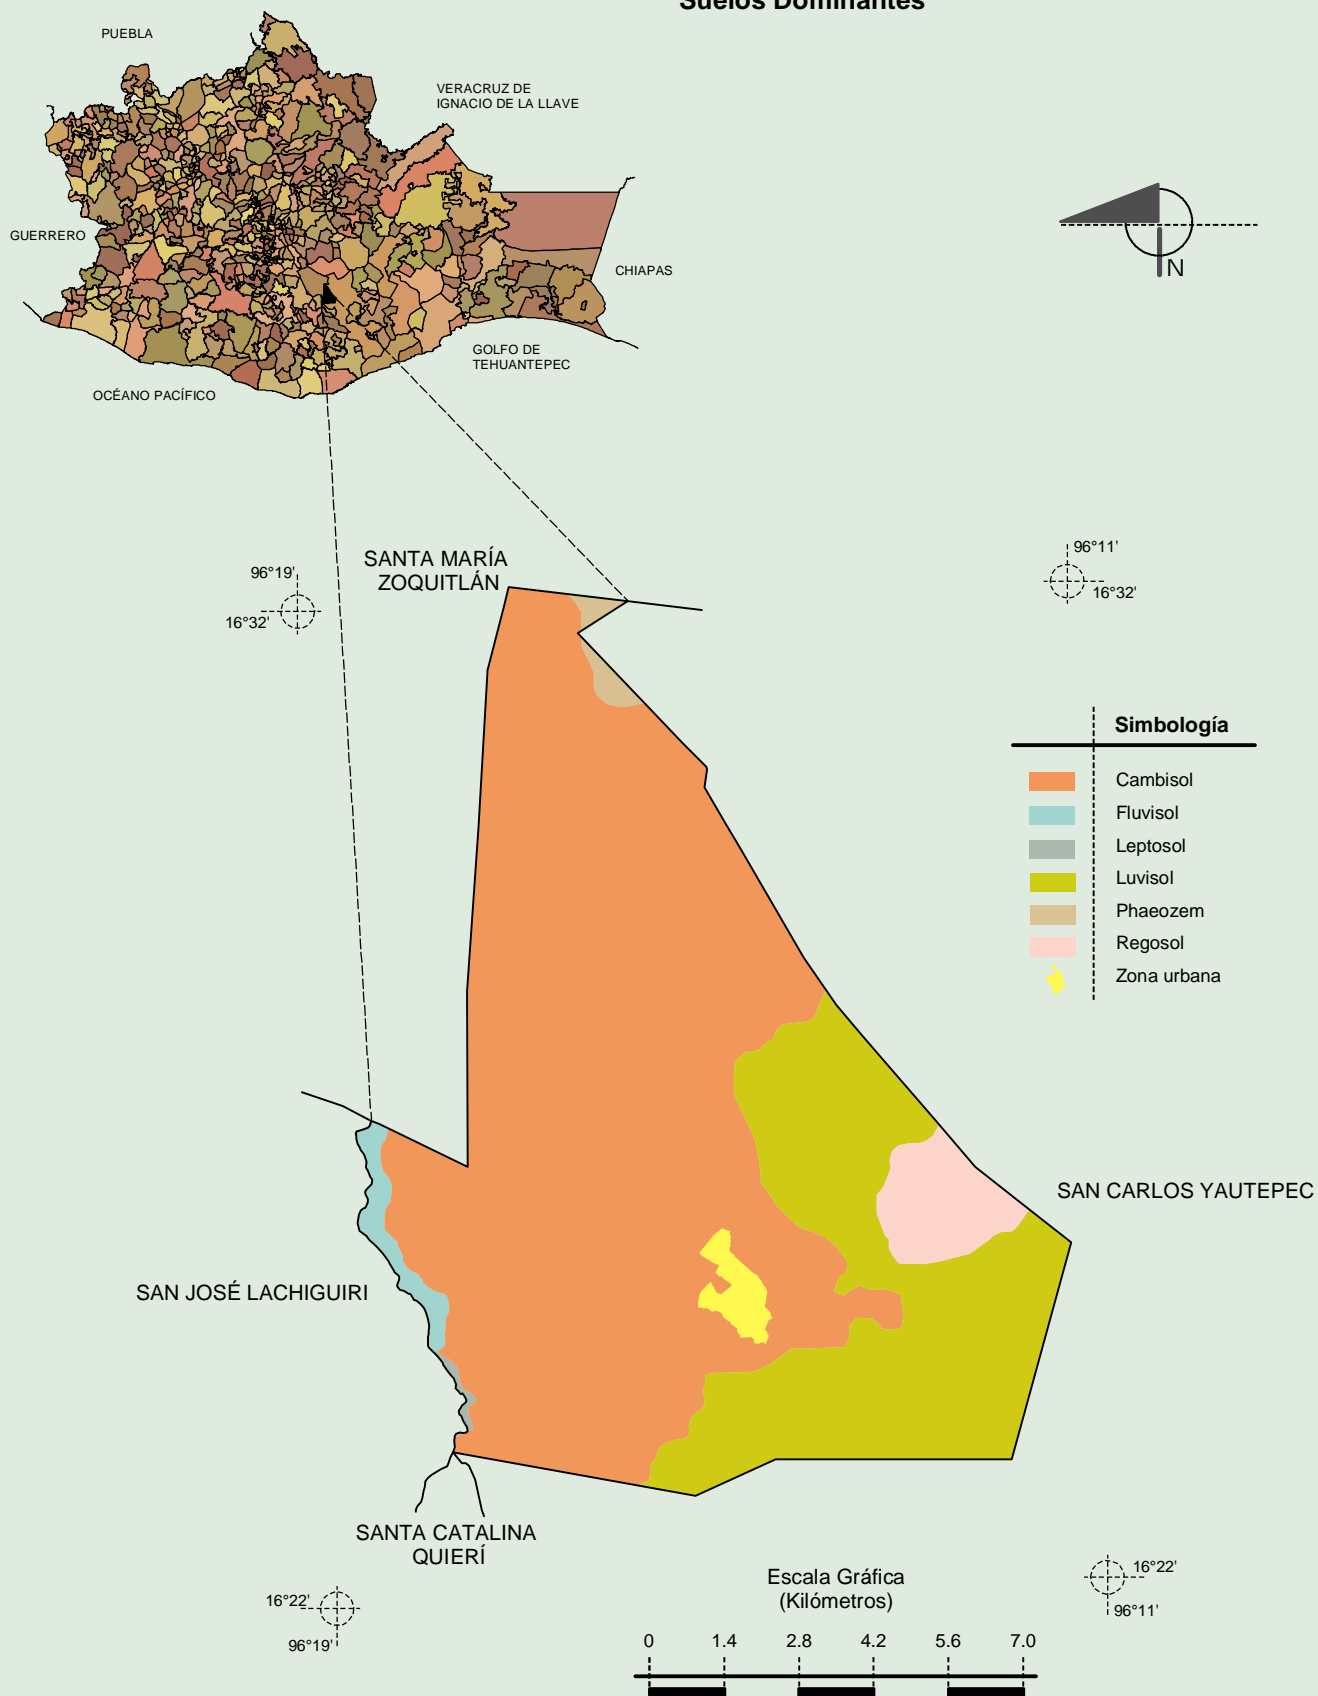 Suelos Dominantes
PUEBLA
VERACRUZ DE
IGNACIO DE LA LLAVE
GUERRERO
CHIAPAS
N
GOLFO DE
TEHUANTEPEC
OCÉANO PACÍFICO
SANTA MARÍA
ZOQUITLÁN
96°19'
16°32'
96°11'
16°32'
Simbología
Cambisol
Fluvisol
Leptosol
Luvisol
Phaeozem
Regosol
Zona urbana
SAN CARLOS YAUTEPEC
SAN JOSÉ LACHIGUIRI
SANTA CATALINA
QUIERÍ
16°22'
96°19'
16°22'
96°11'
Escala Gráfica
(Kilómetros)
0 1.4 2.8 4.2 5.6 7.0